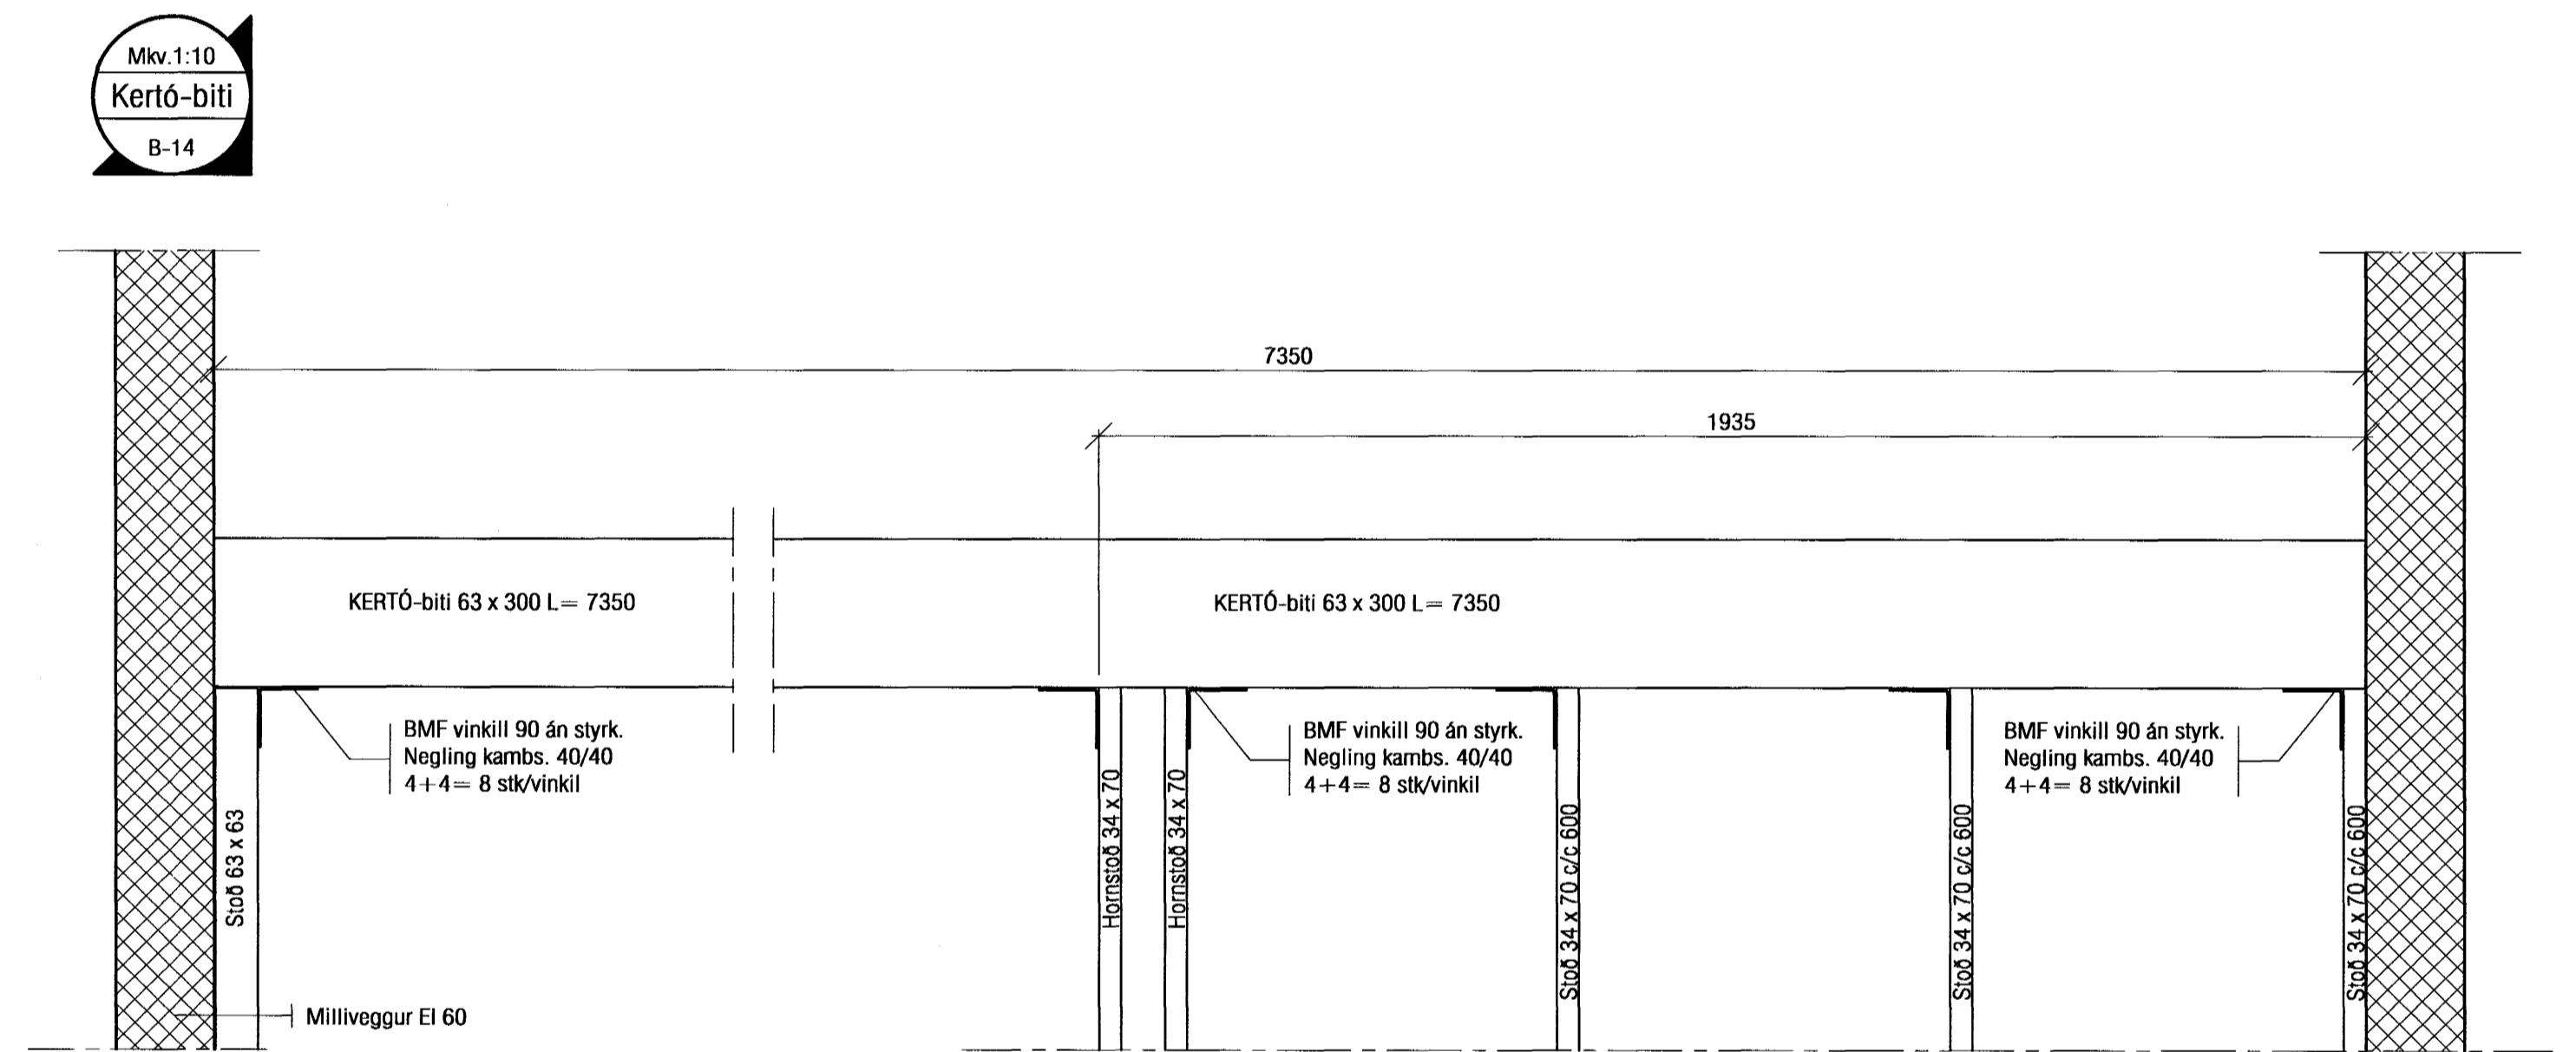 Mkv.1:10
Kertó-biti
B-14
7350
1935
KERTÓ-biti 63 x 300 L= 7350
KERTÓ-biti 63 x 300 L= 7350
BMF vinkill 90 án styrk.
Negling kambs. 40/40
4+4= 8 stk/vinkil
BMF vinkill 90 án styrk.
Negling kambs. 40/40
4+4= 8 stk/vinkil
BMF vinkill 90 án styrk.
Negling kambs. 40/40
4+4= 8 stk/vinkil
Stoð 63 x 63
Hornstoð 34 x 70
Hornstoð 34 x 70
Stoð 34 x 70 c/c 600
Stoð 34 x 70 c/c 600
Stoð 34 x 70 c/c 600
Milliveggur EI 60